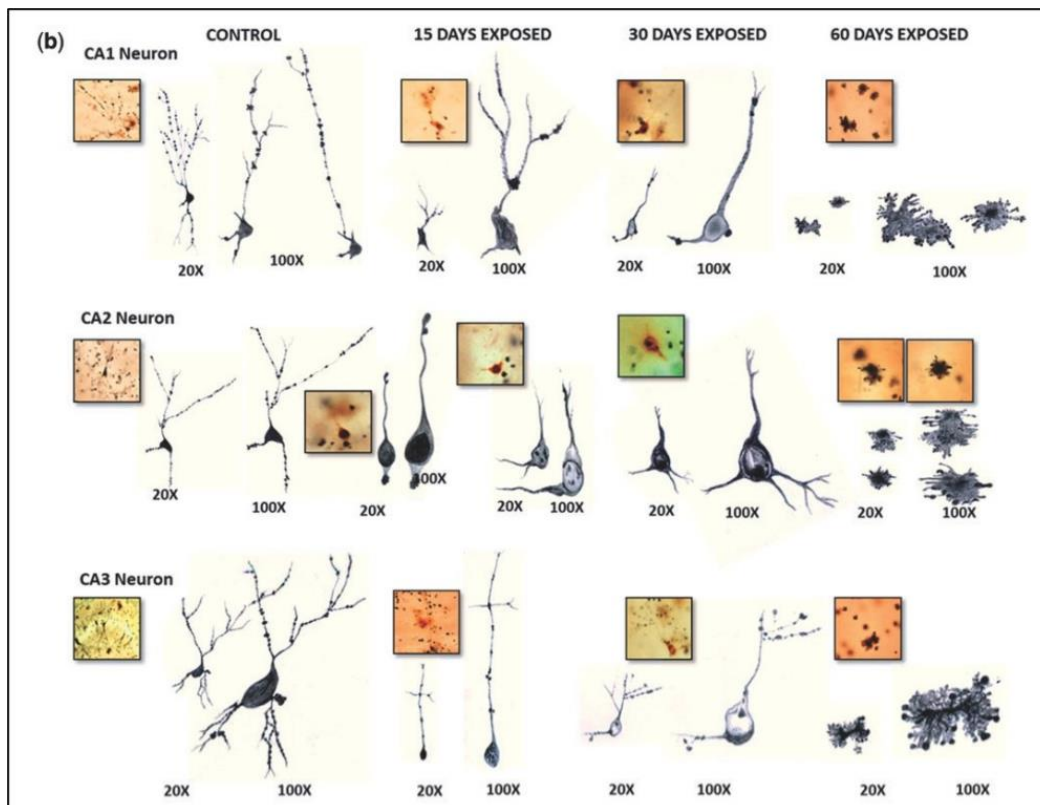 (b)
CONTROL 15 DAYS EXPOSED 30 DAYS EXPOSED 60 DAYS EXPOSED
CA1 Neuron
20X 100X 20X 100X 20X 100X 20X 100X
CA2 Neuron
20X 100X 20X 100X 20X 100X 20X 100X 20X 100X
CA3 Neuron
20X 100X 20X 100X 20X 100X 20X 100X